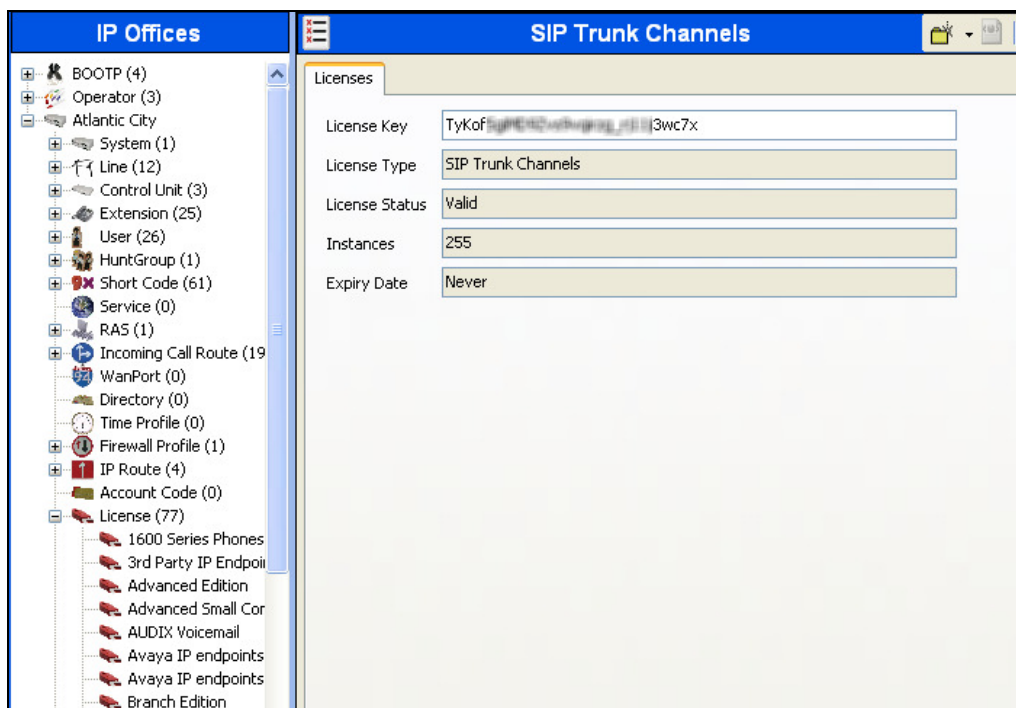 IP Offices
BOOTP (4)
Operator (3)
Atlantic City
System (1)
Line (12)
Control Unit (3)
Extension (25)
User (26)
HuntGroup (1)
Short Code (61)
Service (0)
RAS (1)
Incoming Call Route (19
WanPort (0)
Directory (0)
Time Profile (0)
Firewall Profile (1)
IP Route (4)
Account Code (0)
License (77)
1600 Series Phones
3rd Party IP Endpoi
Advanced Edition
Advanced Small Cor
AUDIX Voicemail
Avaya IP endpoints
Avaya IP endpoints
Branch Edition
SIP Trunk Channels
Licenses
License Key TyKof 3wc7x
License Type SIP Trunk Channels
License Status Valid
Instances 255
Expiry Date Never